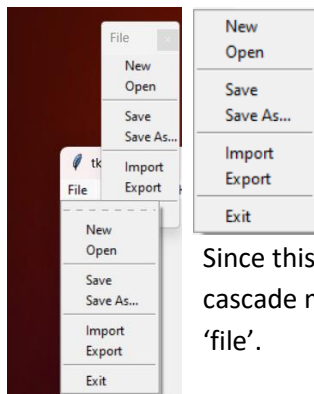 File
New
Open
Save
Save As...
Import
Export
tk
File
New
Open
Save
Save As...
Import
Export
Exit
New
Open
Save
Save As...
Import
Export
Exit
Since this
cascade
'file'.